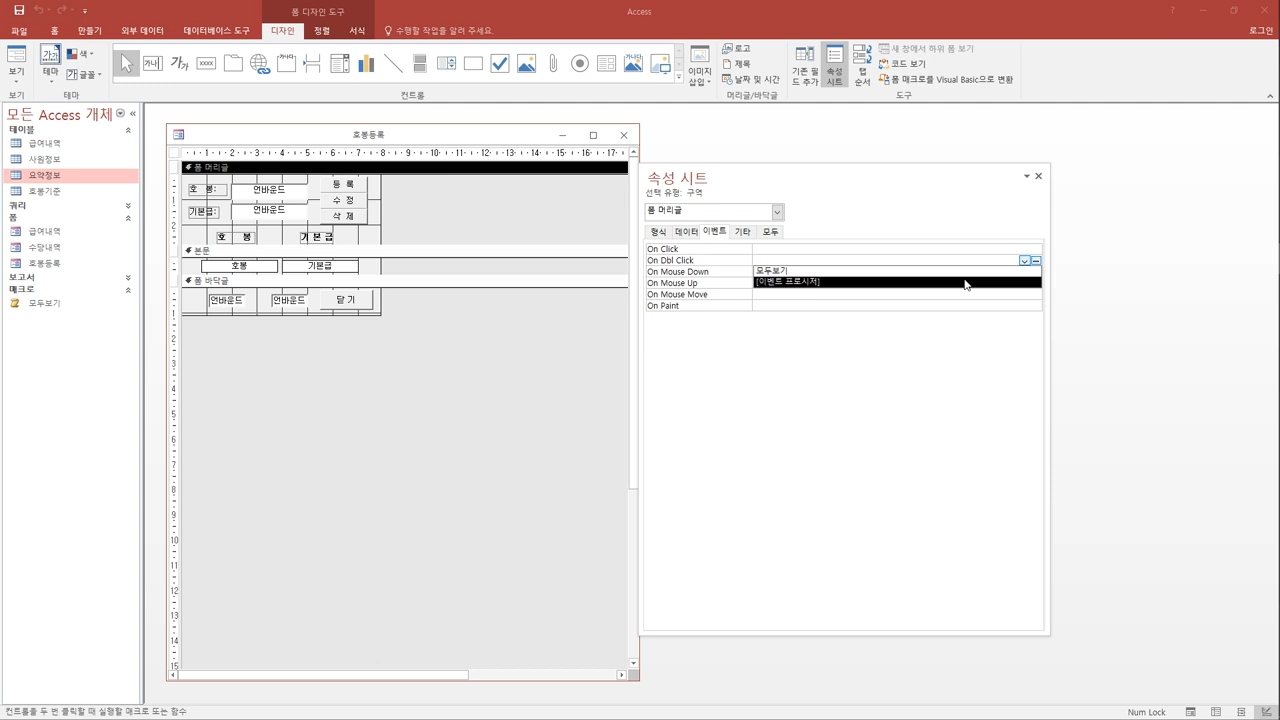 폼 디자인 도구
Access
파일
홈
만들기
외부 데이터
데이터베이스 도구
디자인
정렬
서식
수행할 작업을 알려 주세요.
로그인
보기
테마
색
글꼴
이미지
삽입
로고
제목
날짜 및 시간
기존 필
드 추가
속성
시트
탭
순서
새 창에서 하위 폼 보기
코드 보기
폼 매크로를 Visual Basic으로 변환
보기
테마
컨트롤
머리글/바닥글
도구
모든 Access 개체
테이블
급여내역
사원정보
요약정보
호봉기준
쿼리
폼
급여내역
수당내역
호봉등록
보고서
매크로
모두보기
호봉등록
폼 머리글
호 봉:
언바운드
등 록
수 정
기본급:
언바운드
삭 제
호 봉
기 본 급
본문
호봉
기본급
폼 바닥글
언바운드
언바운드
닫 기
속성 시트
선택 유형: 구역
폼 머리글
형식
데이터
이벤트
기타
모두
On Click
On Dbl Click
On Mouse Down
모두보기
On Mouse Up
[이벤트 프로시저]
On Mouse Move
On Paint
컨트롤을 두 번 클릭할 때 실행할 매크로 또는 함수
Num Lock